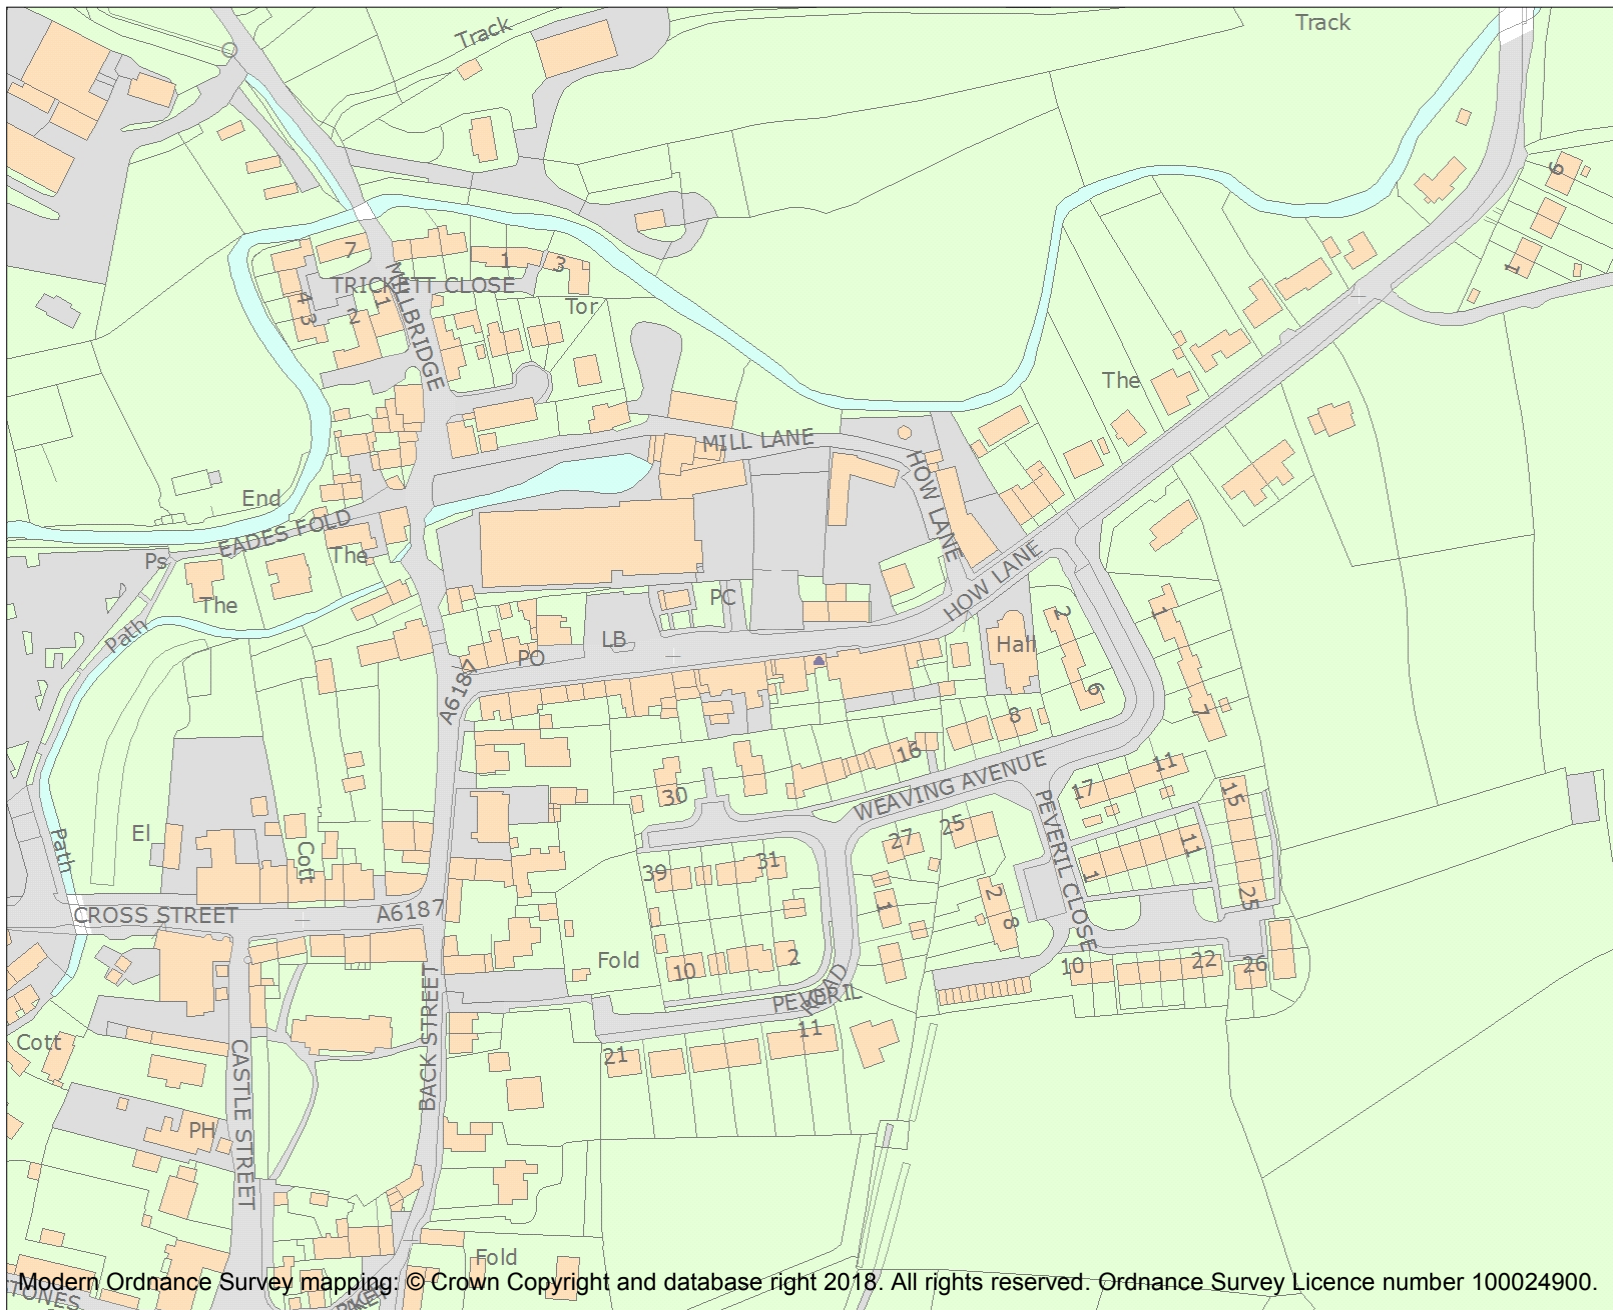 Track
Track
6
7
1
3
TRICKETT CLOSE
1
4
3
2
MILLBRIDGE
Tor
1
The
MILL LANE
HOW LANE
End
EADES FOLD
The
Ps
The
HOW LANE
PC
2
1
Path
LB
Hall
PO
A6187
6
7
8
16
WEAVING AVENUE
11
17
15
30
PEVERIL CLOSE
27
25
El
Path
Cott
39
31
11
1
2
25
1
8
CROSS STREET
A6187
Fold
10
2
10
22
26
PEVERIL
ROAD
BACK STREET
11
21
Cott
CASTLE STREET
PH
Fold
TONES
Modern Ordnance Survey mapping: © Crown Copyright and database right 2018. All rights reserved. Ordnance Survey Licence number 100024900.